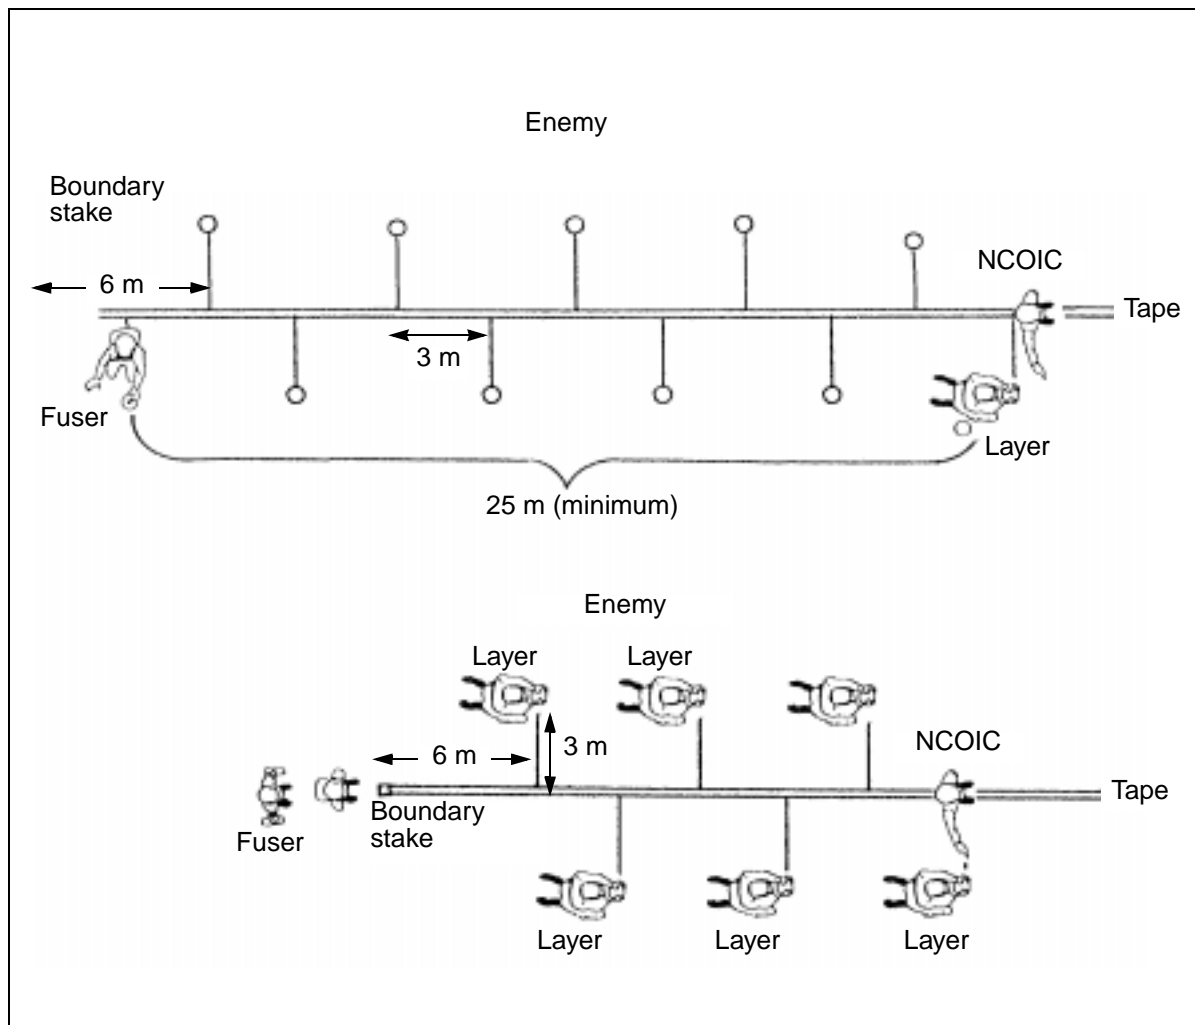 Enemy
Boundary
stake
6 m
NCOIC
Tape
3 m
Fuser
Layer
25 m (minimum)
Enemy
Layer
Layer
NCOIC
6 m
3 m
Tape
Boundary
stake
Fuser
Layer
Layer
Layer